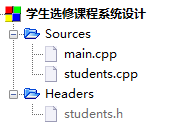 学生选修课程系统设计
Sources
main.cpp
students.cpp
Headers
students.h